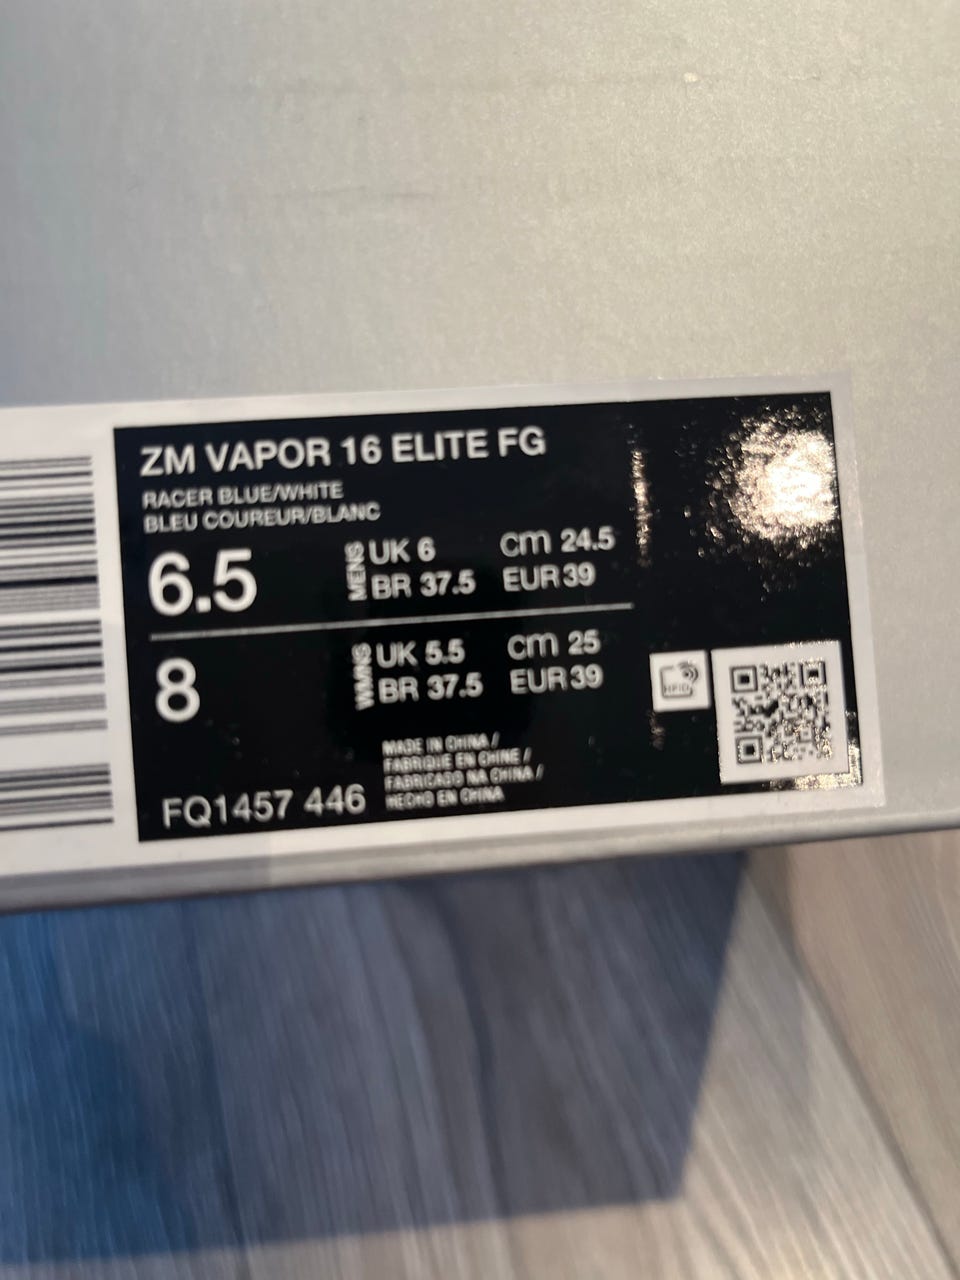 ZM VAPOR 16 ELITE FG
RACER BLUE/WHITE
BLEU COUREUR/BLANC
6.5 MENS UK 6 cm 24.5
BR 37.5 EUR 39
8 WMNS UK 5.5 cm 25
BR 37.5 EUR 39
RFID
MADE IN CHINA /
FABRIQUE EN CHINE /
FABRICADO NA CHINA /
HECHO EN CHINA
FQ1457 446